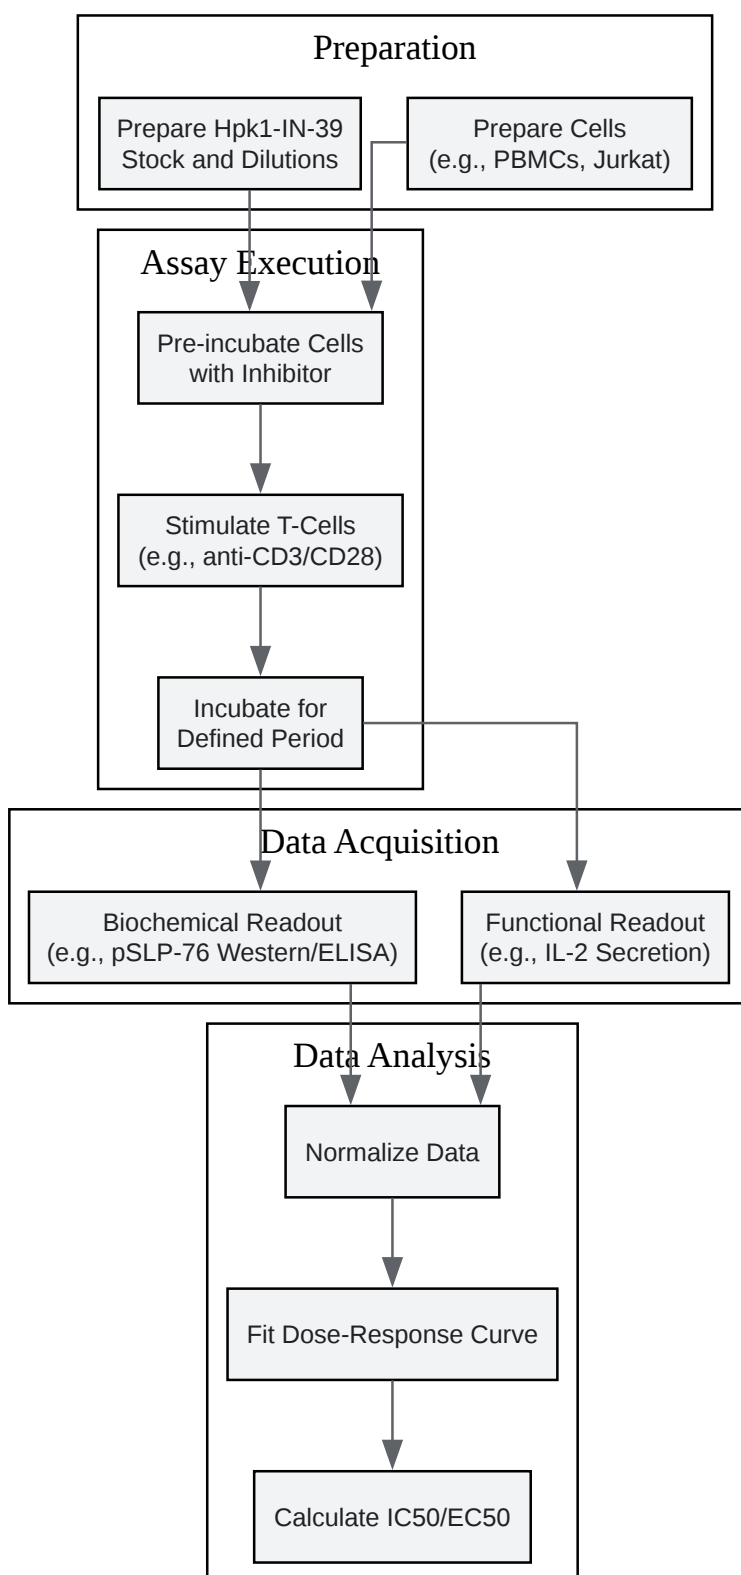 Preparation
Prepare Hpk1-IN-39
Stock and Dilutions
Prepare Cells
(e.g., PBMCs, Jurkat)
Assay Execution
Pre-incubate Cells
with Inhibitor
Stimulate T-Cells
(e.g., anti-CD3/CD28)
Incubate for
Defined Period
Data Acquisition
Biochemical Readout
(e.g., pSLP-76 Western/ELISA)
Functional Readout
(e.g., IL-2 Secretion)
Data Analysis
Normalize Data
Fit Dose-Response Curve
Calculate IC50/EC50